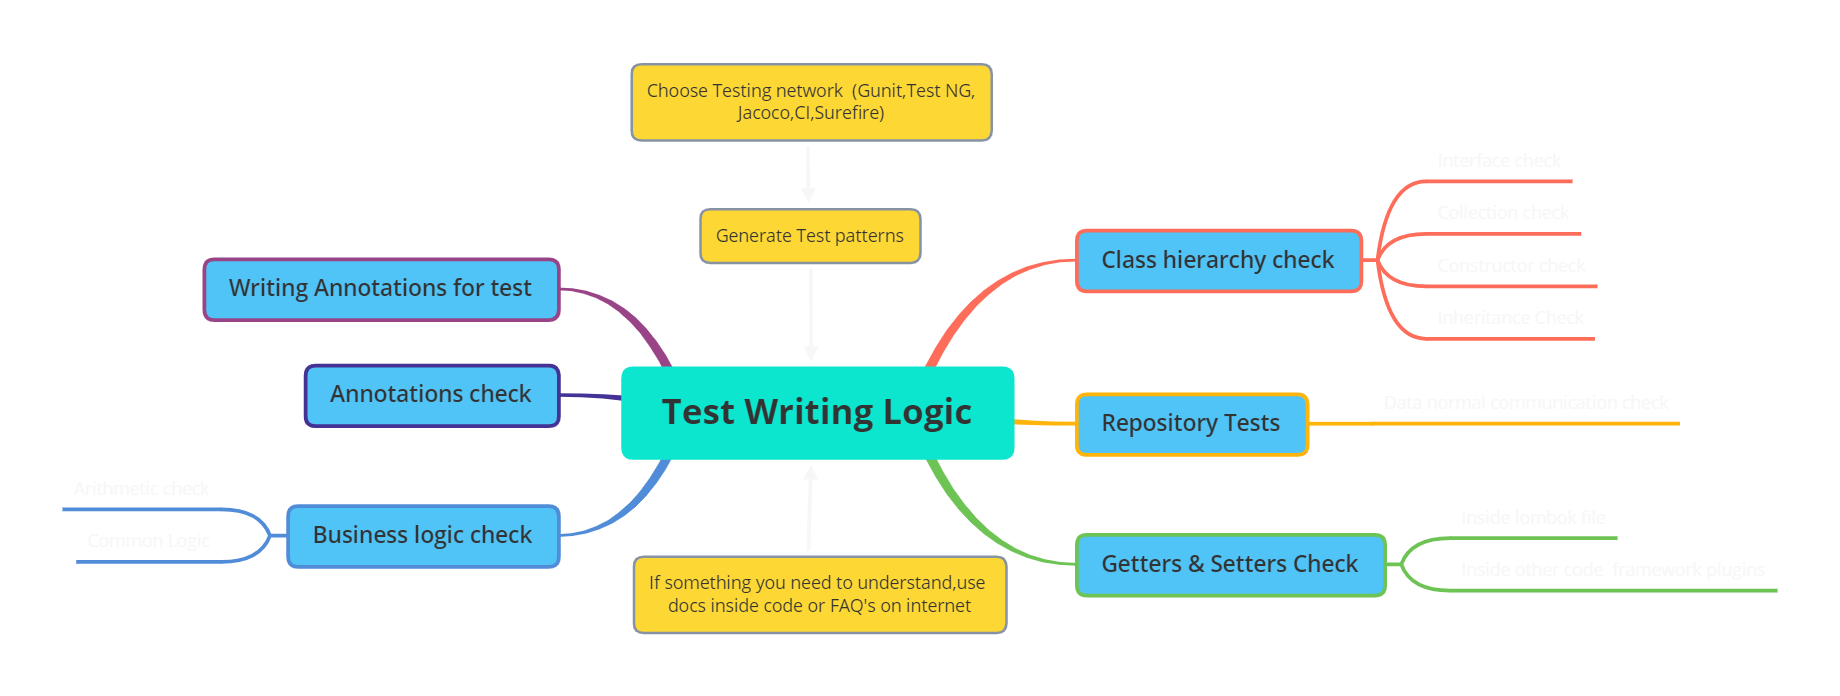 Choose Testing network  (Gunit,Test NG,
Jacoco,CI,Surefire)
Generate Test patterns
Writing Annotations for test
Annotations check
Business logic check
Arithmetic check
Common Logic
Test Writing Logic
If something you need to understand,use
docs inside code or FAQ's on internet
Class hierarchy check
Interface check
Collection check
Constructor check
Inheritance Check
Repository Tests
Data normal communication check
Getters & Setters Check
Inside lombok file
Inside other code  framework plugins